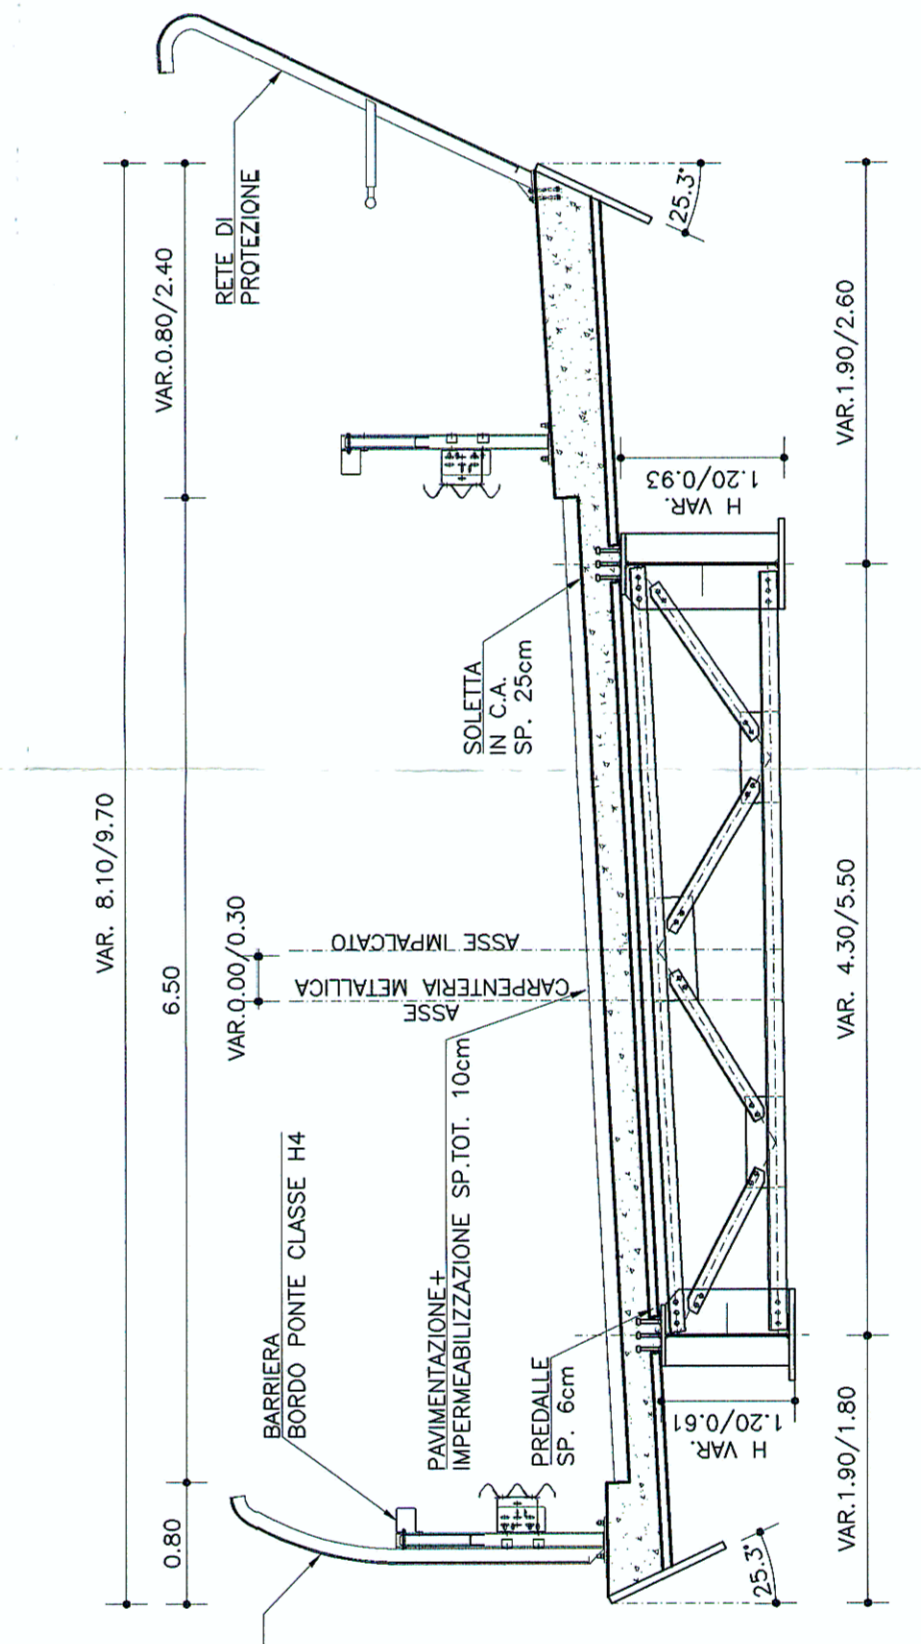 VAR. 8.10/9.70
0.80
6.50
VAR.0.80/2.40
VAR.0.00/0.30
RETE DI
PROTEZIONE
BARRIERA
BORDO PONTE CLASSE H4
ASSE
CARPENTERIA METALLICA
ASSE IMPALCATO
PAVIMENTAZIONE+
IMPERMEABILIZZAZIONE SP.TOT. 10cm
SOLETTA
IN C.A.
SP. 25cm
PREDALLE
SP. 6cm
H VAR.
1.20/0.61
H VAR.
1.20/0.93
25.3°
25.3°
VAR.1.90/1.80
VAR. 4.30/5.50
VAR.1.90/2.60